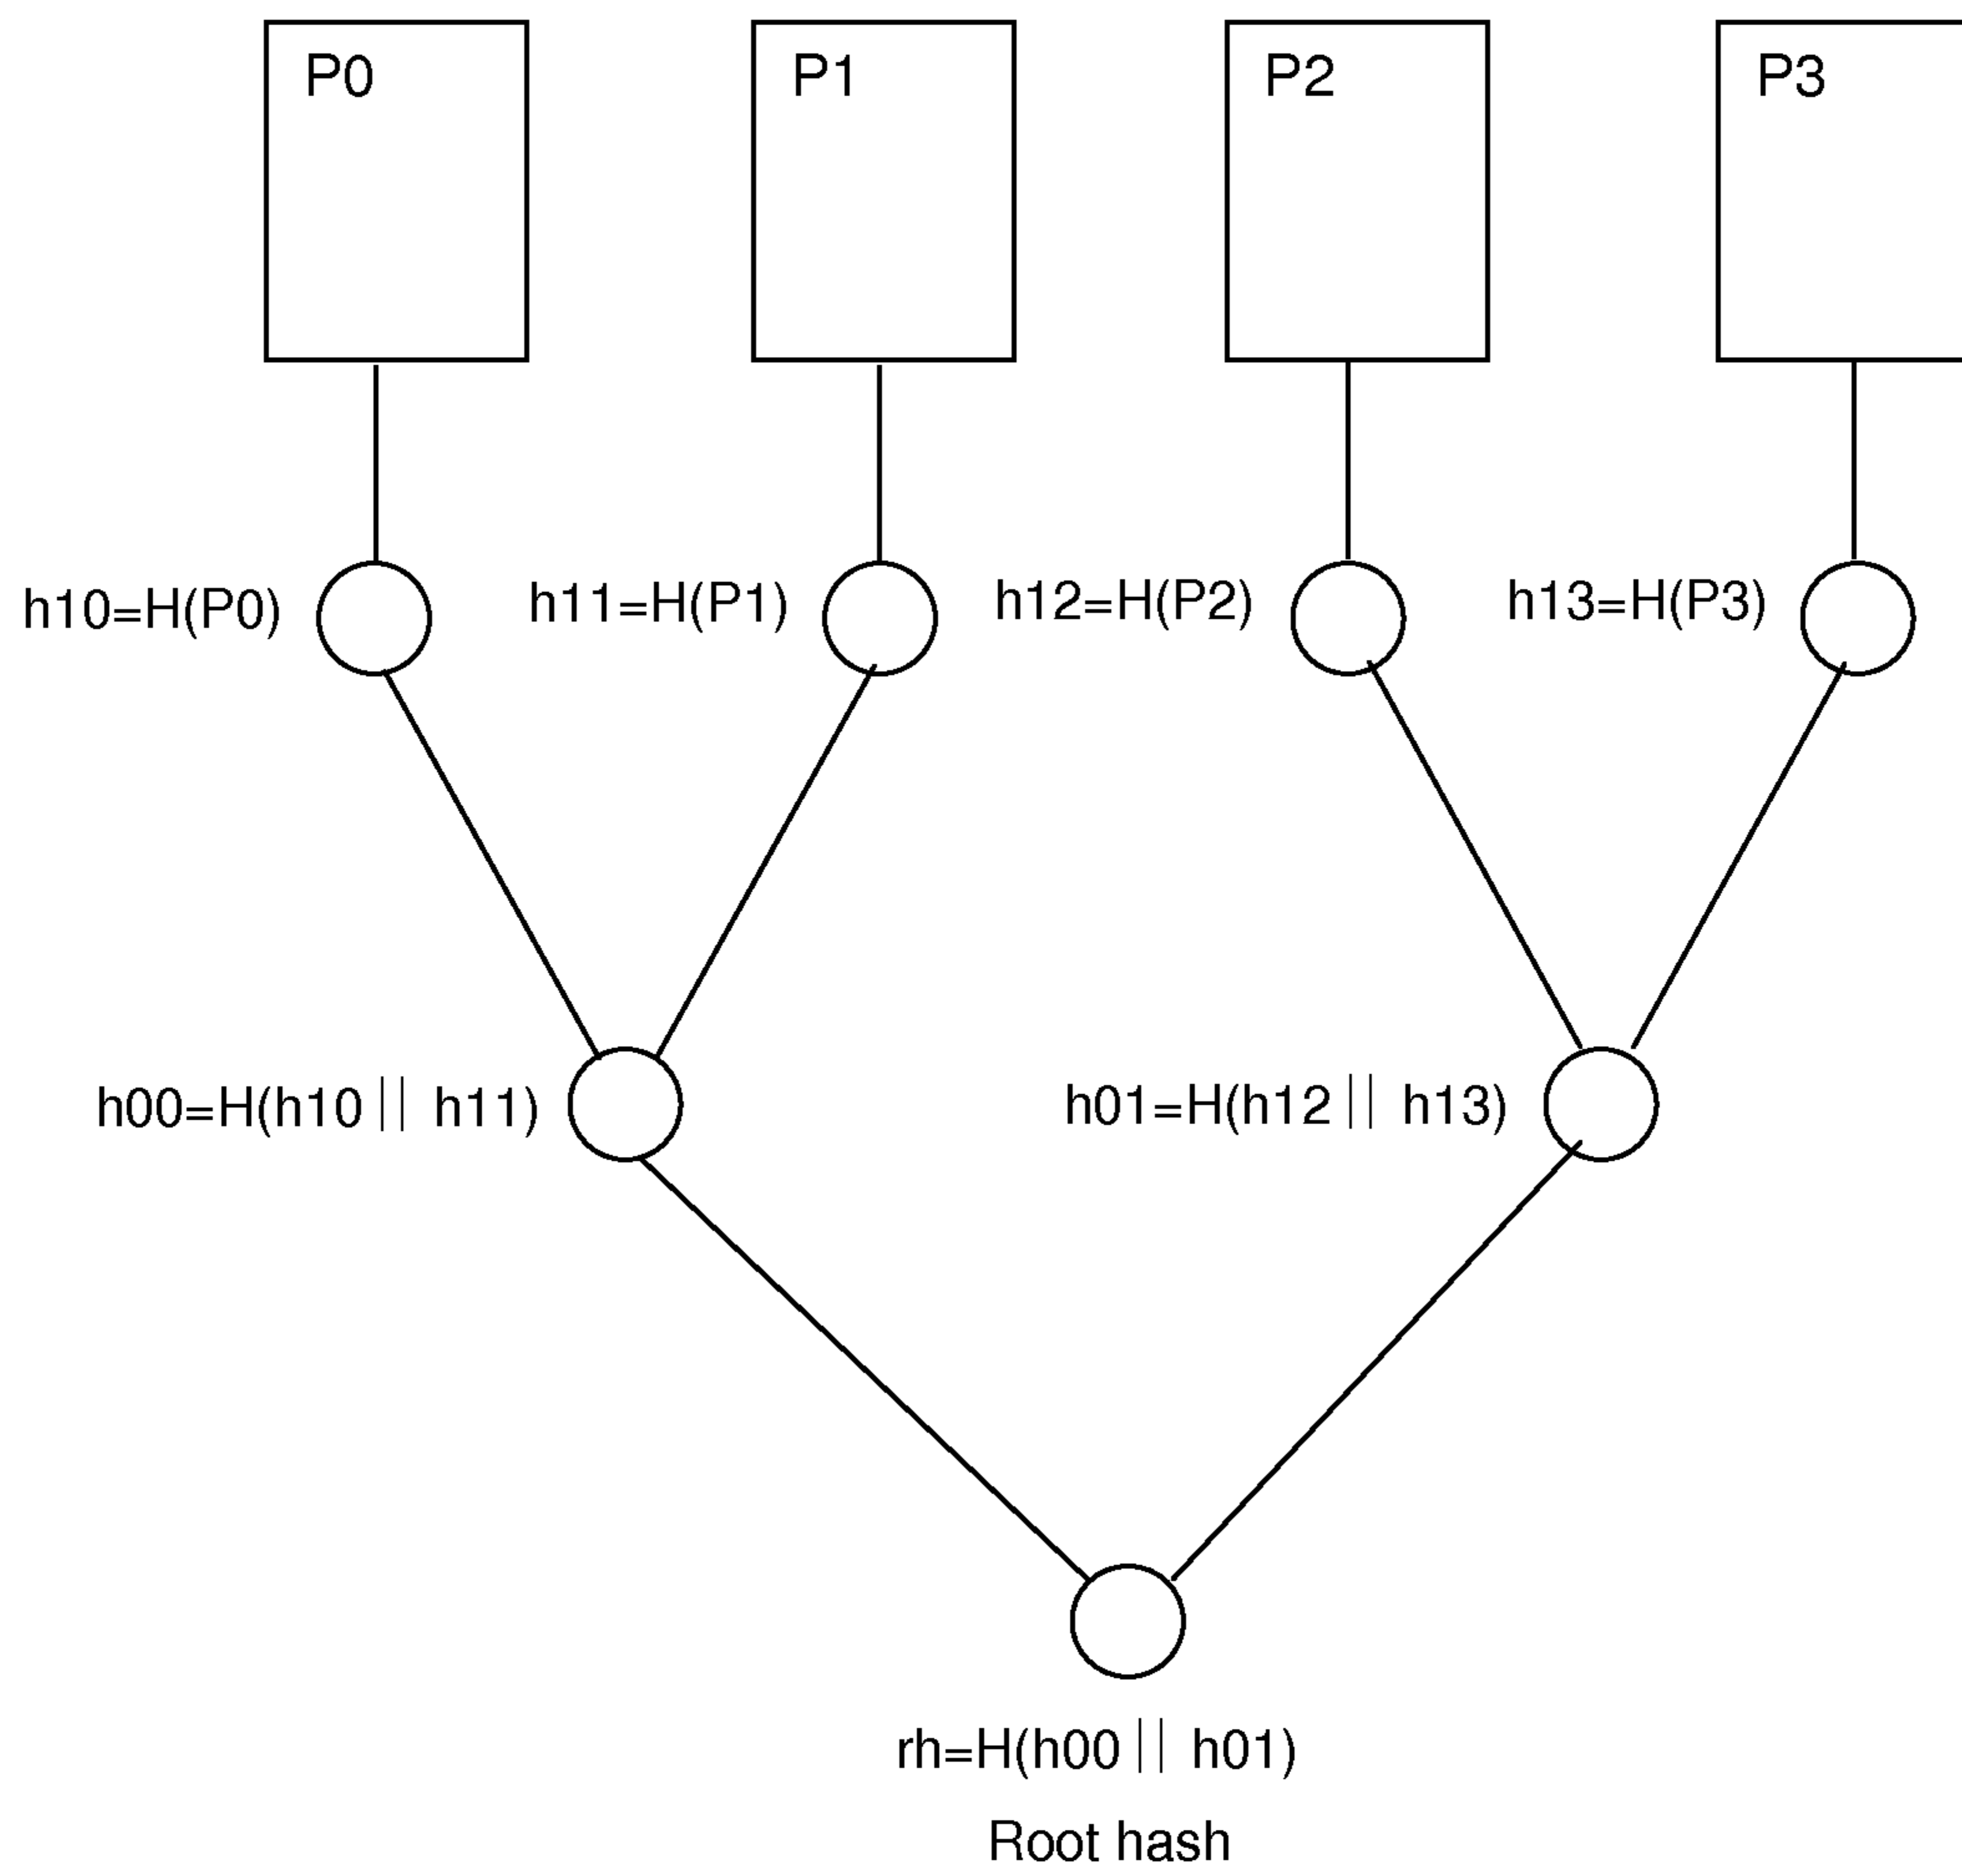 P0
P1
P2
P3
h10=H(P0)
h11=H(P1)
h12=H(P2)
h13=H(P3)
h00=H(h10|| h11)
h01=H(h12|| h13)
rh=H(h00|| h01)
Root hash